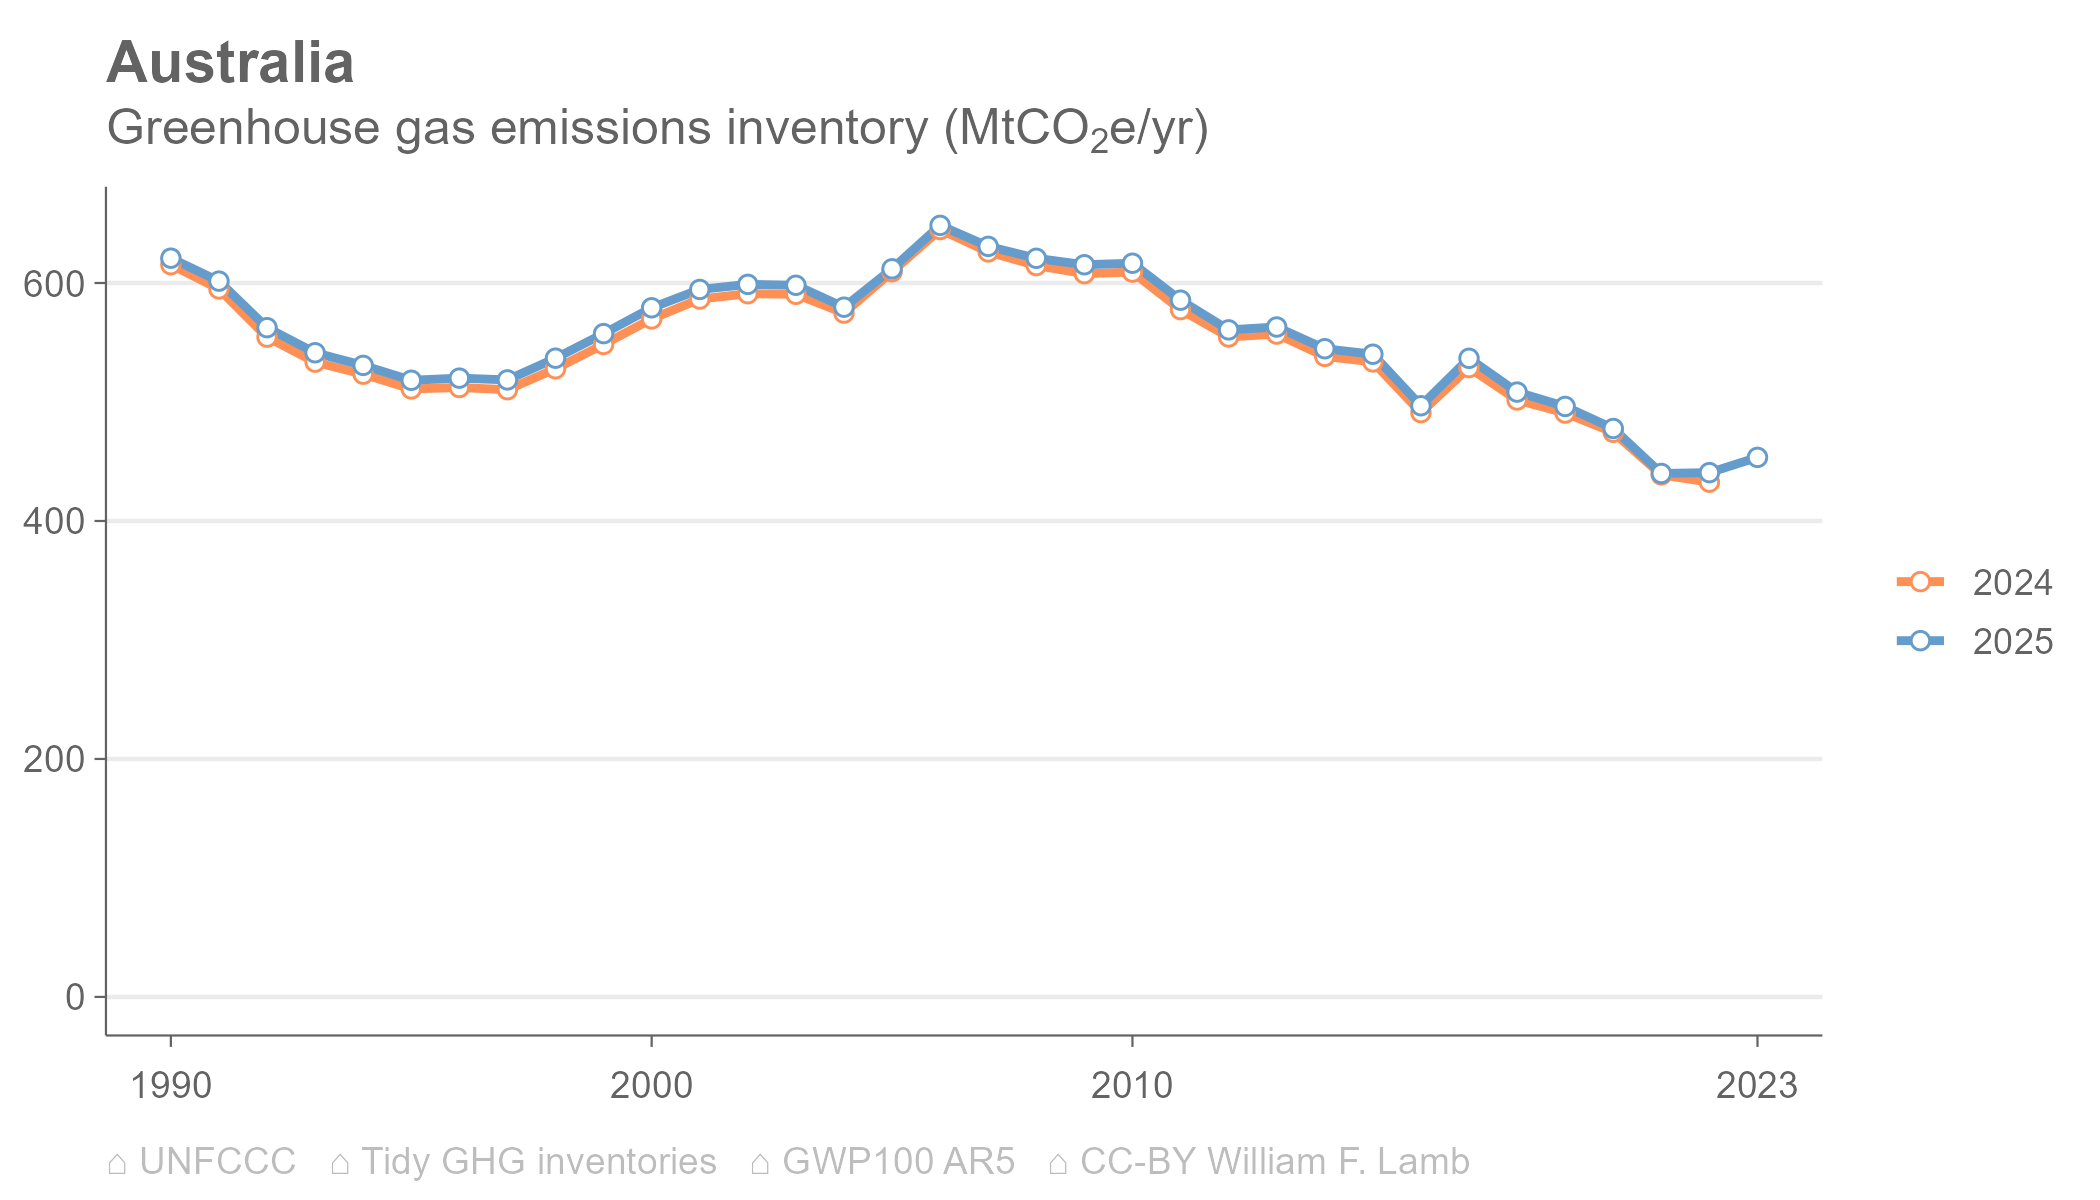 Australia
Greenhouse gas emissions inventory (MtCO₂e/yr)
600
400
200
0
1990 2000 2010 2023
2024
2025
⌂ UNFCCC ⌂ Tidy GHG inventories ⌂ GWP100 AR5 ⌂ CC-BY William F. Lamb